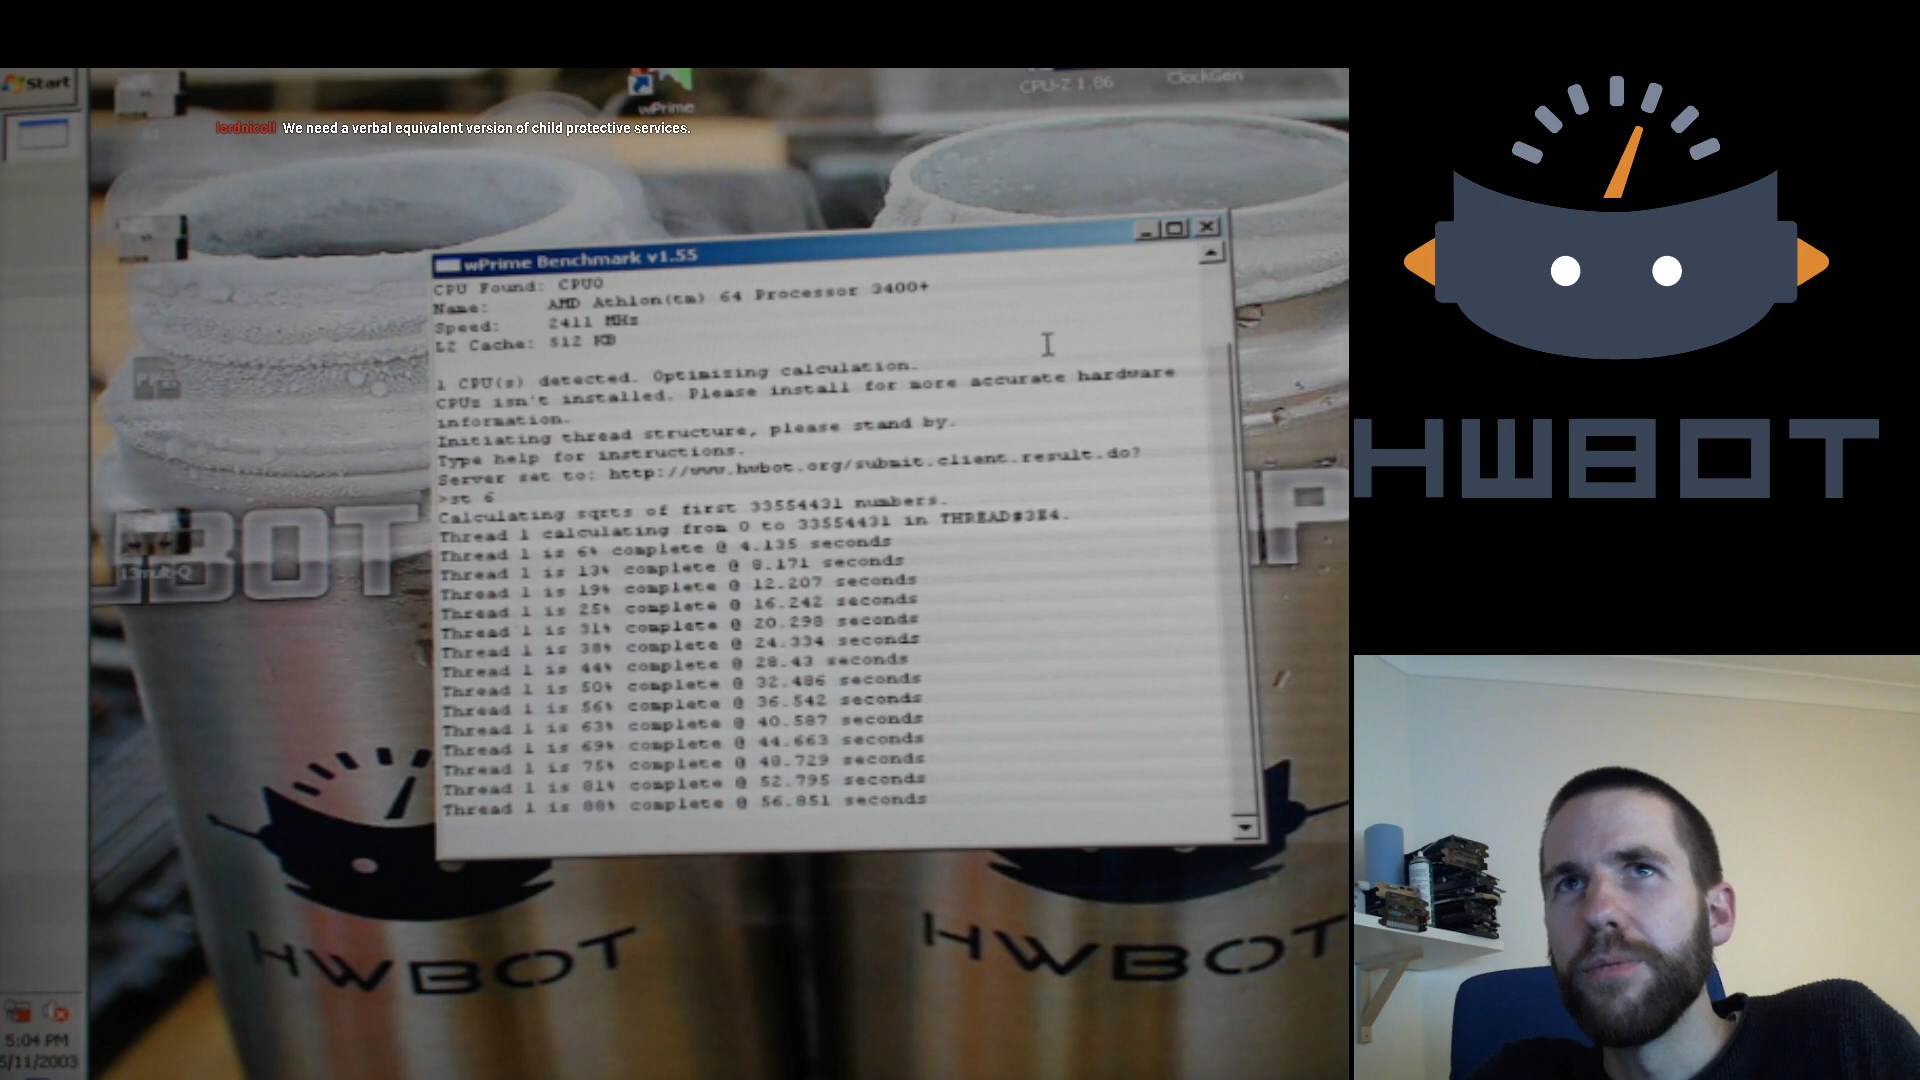 Start
wPrime
CPU-Z 1.86
ClockGen
lordnicoll We need a verbal equivalent version of child protective services.
wPrime Benchmark v1.55
CPU Found: CPU0
Name: AMD Athlon(tm) 64 Processor 3400+
Speed: 2411 MHz
L2 Cache: 512 KB
1 CPU(s) detected. Optimizing calculation.
CPUz isn't installed. Please install for more accurate hardware
information.
Initiating thread structure, please stand by.
Type help for instructions.
Server set to: http://www.hwbot.org/submit.client.result.do?
>st 6
Calculating sqrts of first 33554431 numbers.
Thread 1 calculating from 0 to 33554431 in THREAD#3E4.
Thread 1 is 6% complete @ 4.135 seconds
Thread 1 is 13% complete @ 8.171 seconds
Thread 1 is 19% complete @ 12.207 seconds
Thread 1 is 25% complete @ 16.242 seconds
Thread 1 is 31% complete @ 20.298 seconds
Thread 1 is 38% complete @ 24.334 seconds
Thread 1 is 44% complete @ 28.43 seconds
Thread 1 is 50% complete @ 32.486 seconds
Thread 1 is 56% complete @ 36.542 seconds
Thread 1 is 63% complete @ 40.587 seconds
Thread 1 is 69% complete @ 44.663 seconds
Thread 1 is 75% complete @ 48.729 seconds
Thread 1 is 81% complete @ 52.795 seconds
Thread 1 is 88% complete @ 56.851 seconds
HWBOT
HWBOT
5:04 PM
5/11/2003
HWBOT